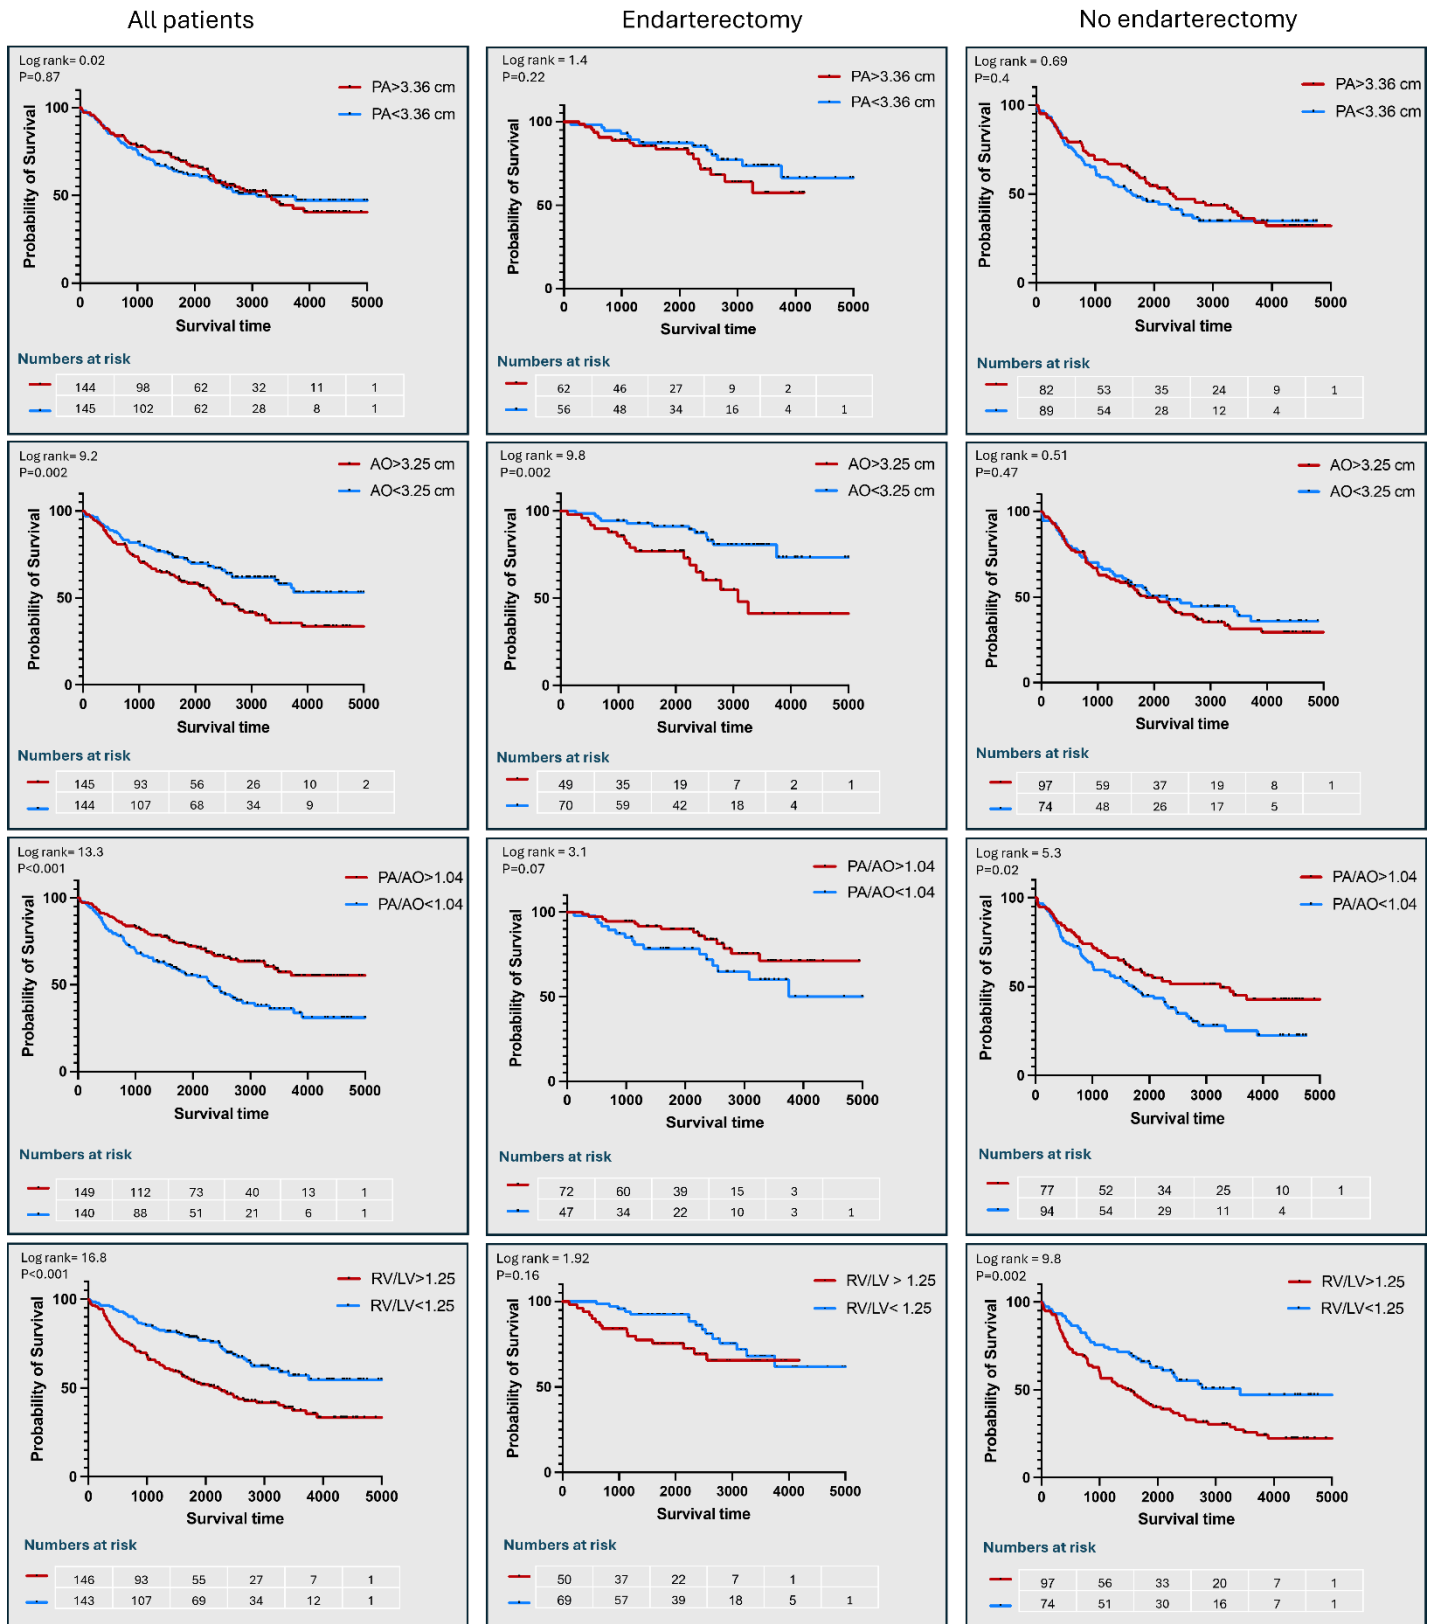 All patients
Endarterectomy
No endarterectomy
Log rank= 0.02
P=0.87
PA>3.36 cm
PA<3.36 cm
Probability of Survival
100
50
0
0 1000 2000 3000 4000 5000
Survival time
Numbers at risk
144 98 62 32 11 1
145 102 62 28 8 1
Log rank = 1.4
P=0.22
PA>3.36 cm
PA<3.36 cm
Probability of Survival
100
50
0
0 1000 2000 3000 4000 5000
Survival time
Numbers at risk
62 46 27 9 2
56 48 34 16 4 1
Log rank = 0.69
P=0.4
PA>3.36 cm
PA<3.36 cm
Probability of Survival
100
50
0
0 1000 2000 3000 4000 5000
Survival time
Numbers at risk
82 53 35 24 9 1
89 54 28 12 4
Log rank= 9.2
P=0.002
AO>3.25 cm
AO<3.25 cm
Probability of Survival
100
50
0
0 1000 2000 3000 4000 5000
Survival time
Numbers at risk
145 93 56 26 10 2
144 107 68 34 9
Log rank = 9.8
P=0.002
AO>3.25 cm
AO<3.25 cm
Probability of Survival
100
50
0
0 1000 2000 3000 4000 5000
Survival time
Numbers at risk
49 35 19 7 2 1
70 59 42 18 4
Log rank = 0.51
P=0.47
AO>3.25 cm
AO<3.25 cm
Probability of Survival
100
50
0
0 1000 2000 3000 4000 5000
Survival time
Numbers at risk
97 59 37 19 8 1
74 48 26 17 5
Log rank= 13.3
P<0.001
PA/AO>1.04
PA/AO<1.04
Probability of Survival
100
50
0
0 1000 2000 3000 4000 5000
Survival time
Numbers at risk
149 112 73 40 13 1
140 88 51 21 6 1
Log rank = 3.1
P=0.07
PA/AO>1.04
PA/AO<1.04
Probability of Survival
100
50
0
0 1000 2000 3000 4000 5000
Survival time
Numbers at risk
72 60 39 15 3
47 34 22 10 3 1
Log rank = 5.3
P=0.02
PA/AO>1.04
PA/AO<1.04
Probability of Survival
100
50
0
0 1000 2000 3000 4000 5000
Survival time
Numbers at risk
77 52 34 25 10 1
94 54 29 11 4
Log rank= 16.8
P<0.001
RV/LV>1.25
RV/LV<1.25
Probability of Survival
100
50
0
0 1000 2000 3000 4000 5000
Survival time
Numbers at risk
146 93 55 27 7 1
143 107 69 34 12 1
Log rank = 1.92
P=0.16
RV/LV > 1.25
RV/LV< 1.25
Probability of Survival
100
50
0
0 1000 2000 3000 4000 5000
Survival time
Numbers at risk
50 37 22 7 1
69 57 39 18 5 1
Log rank = 9.8
P=0.002
RV/LV>1.25
RV/LV<1.25
Probability of Survival
100
50
0
0 1000 2000 3000 4000 5000
Survival time
Numbers at risk
97 56 33 20 7 1
74 51 30 16 7 1